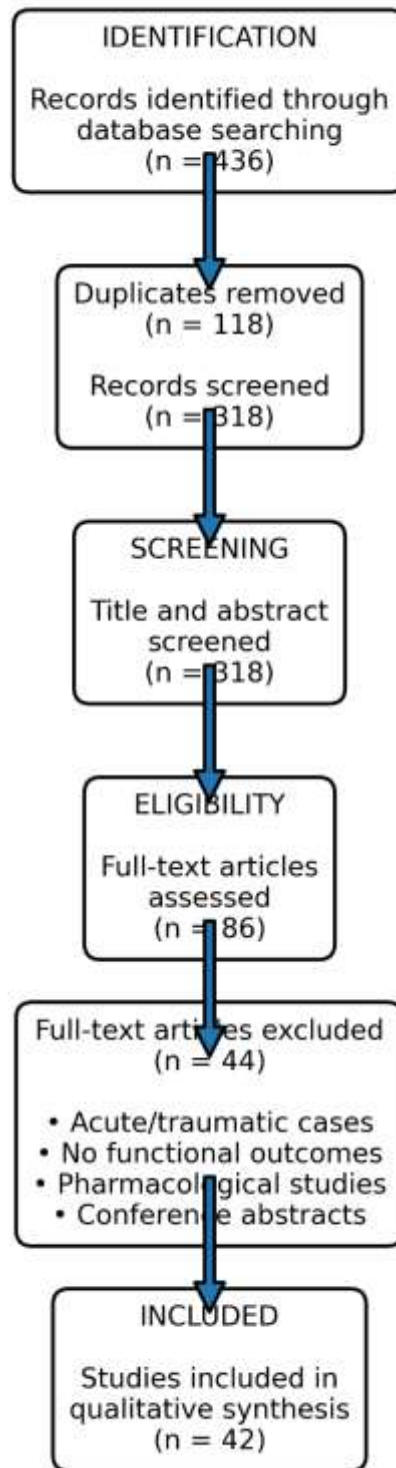 IDENTIFICATION
Records identified through
database searching
(n = 436)
Duplicates removed
(n = 118)
Records screened
(n = 318)
SCREENING
Title and abstract
screened
(n = 318)
ELIGIBILITY
Full-text articles
assessed
(n = 86)
Full-text articles excluded
(n = 44)
• Acute/traumatic cases
• No functional outcomes
• Pharmacological studies
• Conference abstracts
INCLUDED
Studies included in
qualitative synthesis
(n = 42)